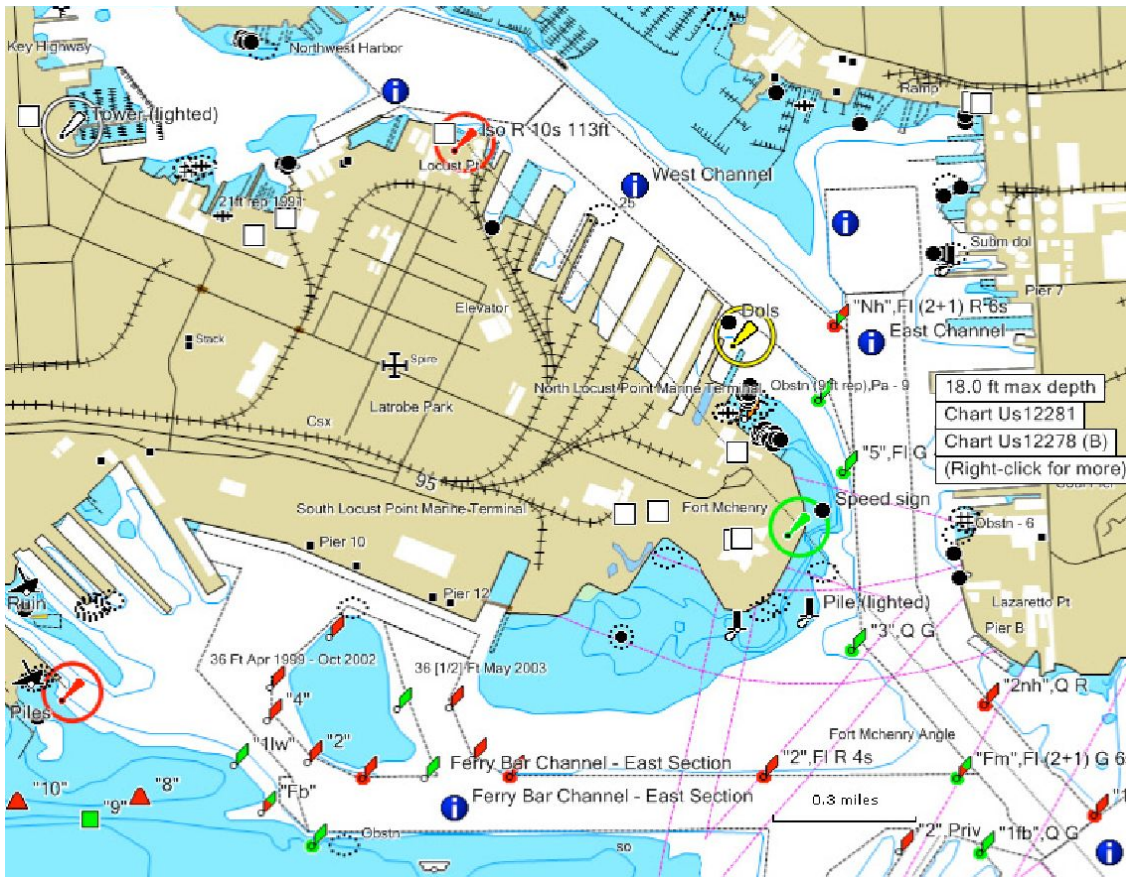 Key Highway
Northwest Harbor
Tower (lighted)
Ramp
Iso R 10s 113ft
Locust Pt
West Channel
21ft rep 1991
25
Subm dol
Pier 7
Elevator
Dols
"Nh",Fl (2+1) R 6s
East Channel
Stack
Spire
North Locust Point Marine Terminal
Obstn (9 ft rep),Pa - 9
18.0 ft max depth
Chart Us12281
Chart Us12278 (B)
(Right-click for more)
Latrobe Park
Csx
"5",Fl G
95
South Locust Point Marine Terminal
Fort Mchenry
Speed sign
Obstn - 6
Pier 10
Pier 12
Ruin
Pile (lighted)
Lazaretto Pt
Pier B
"3",Q G
36 Ft Apr 1999 - Oct 2002
36 [1/2] Ft May 2003
"2nh",Q R
Piles
"4"
Fort Mchenry Angle
"1lw"
"2"
Ferry Bar Channel - East Section
"2",Fl R 4s
"Fm",Fl (2+1) G 6
"10"
"8"
"Fb"
Ferry Bar Channel - East Section
0.3 miles
"1
"9"
Obstn
so
"2" Priv
"1fb",Q G